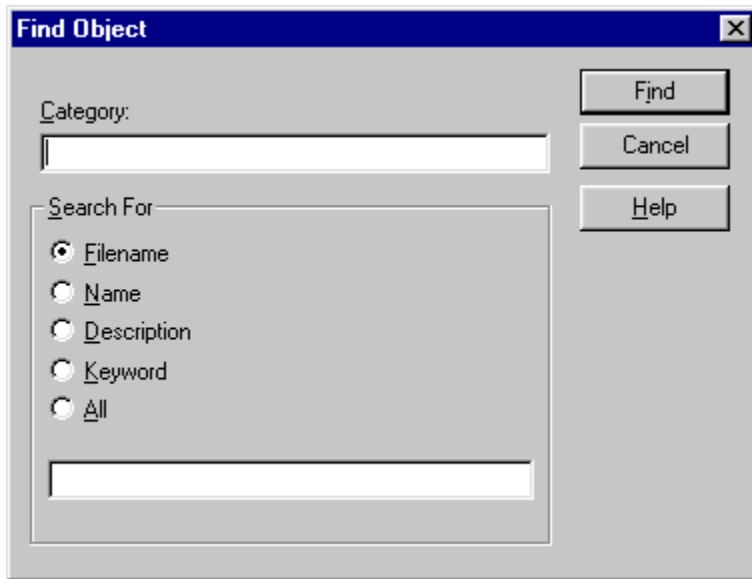 Find Object
Category:
Find
Cancel
Help
Search For
Filename
Name
Description
Keyword
All